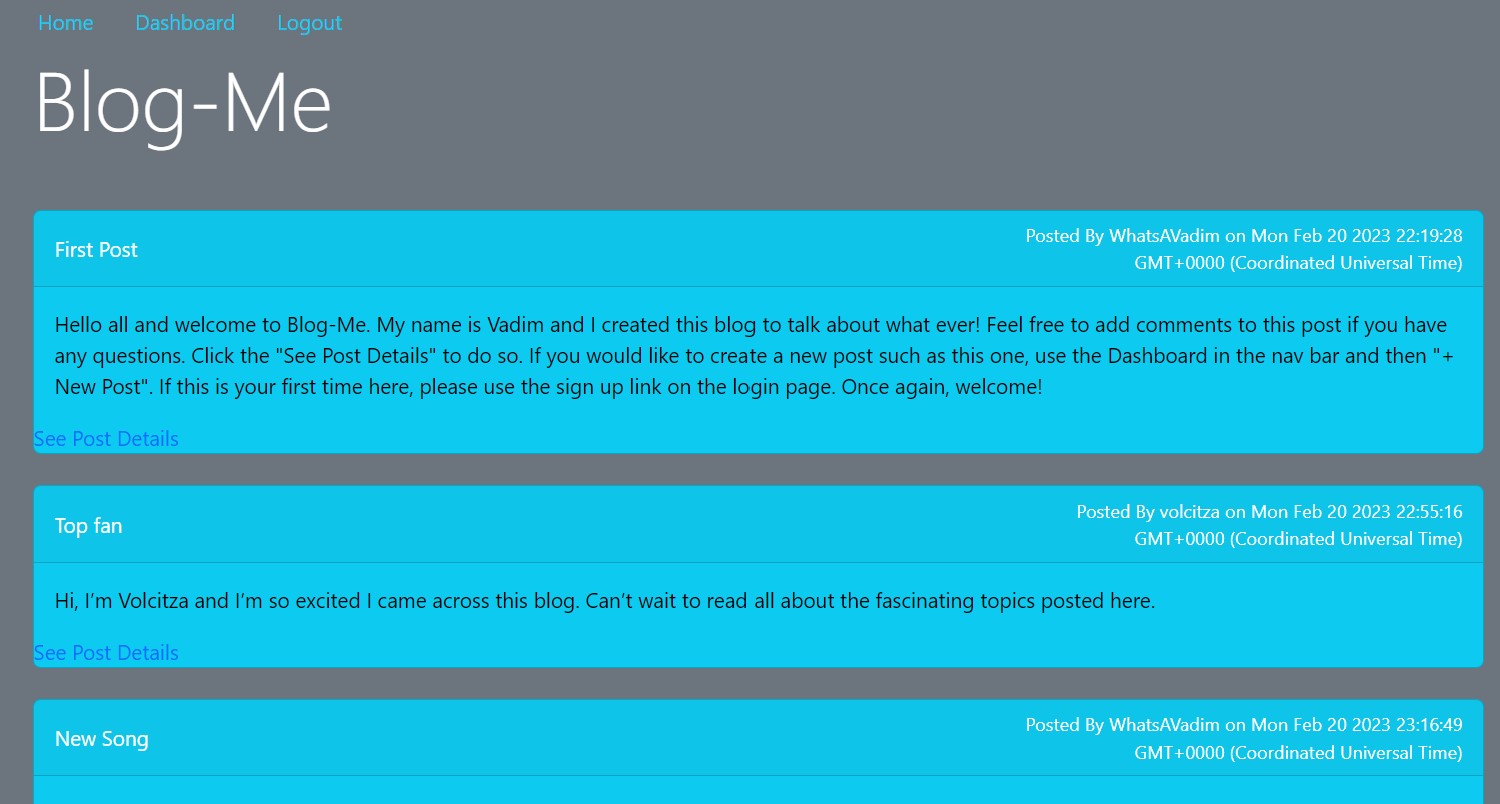 Home Dashboard Logout
Blog-Me
First Post
Posted By WhatsAVadim on Mon Feb 20 2023 22:19:28
GMT+0000 (Coordinated Universal Time)
Hello all and welcome to Blog-Me. My name is Vadim and I created this blog to talk about what ever! Feel free to add comments to this post if you have
any questions. Click the "See Post Details" to do so. If you would like to create a new post such as this one, use the Dashboard in the nav bar and then "+
New Post". If this is your first time here, please use the sign up link on the login page. Once again, welcome!
See Post Details
Top fan
Posted By volcitza on Mon Feb 20 2023 22:55:16
GMT+0000 (Coordinated Universal Time)
Hi, I’m Volcitza and I’m so excited I came across this blog. Can’t wait to read all about the fascinating topics posted here.
See Post Details
New Song
Posted By WhatsAVadim on Mon Feb 20 2023 23:16:49
GMT+0000 (Coordinated Universal Time)